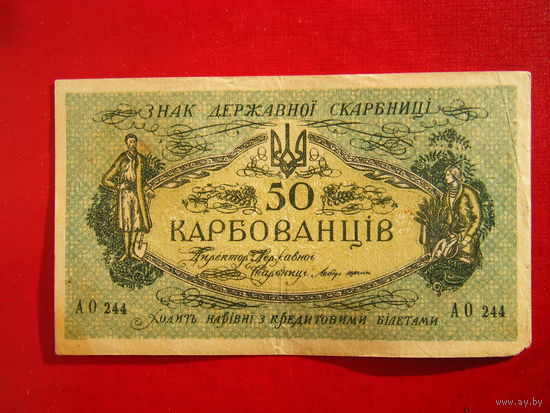 ЗНАК ДЕРЖАВНОЇ СКАРБНИЦІ
50
КАРБОВАНЦІВ
Директор Державної
Скарбниці
АО 244
АО 244
Ходить нарівні з кредитовими білетами
www.ay.by